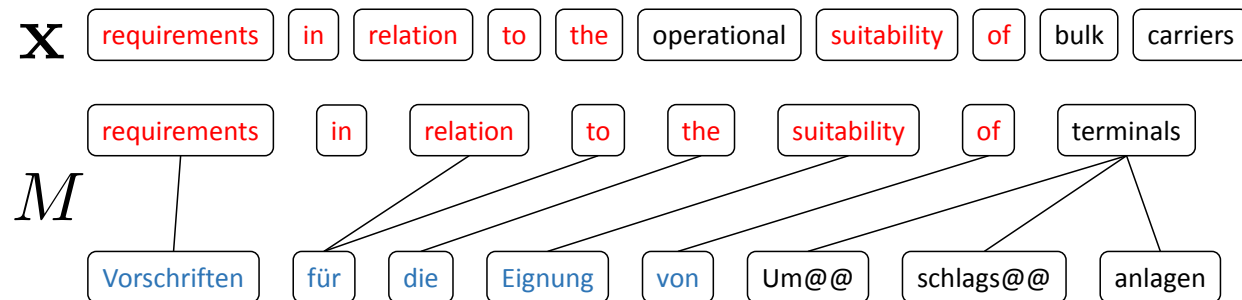 x requirements in relation to the operational suitability of bulk carriers
requirements in relation to the suitability of terminals
M
Vorschriften für die Eignung von Um@@ schlags@@ anlagen